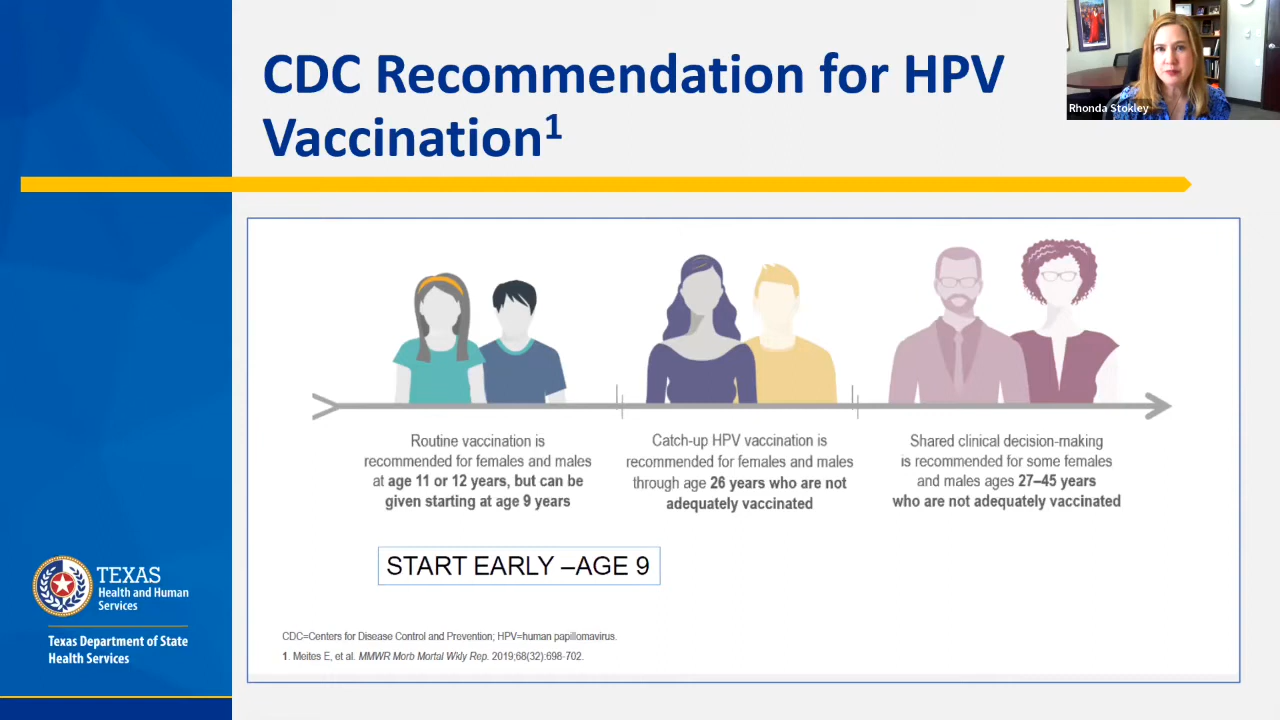 CDC Recommendation for HPV
Vaccination1
Rhonda Stokley
Routine vaccination is
recommended for females and males
at age 11 or 12 years, but can be
given starting at age 9 years
Catch-up HPV vaccination is
recommended for females and males
through age 26 years who are not
adequately vaccinated
Shared clinical decision-making
is recommended for some females
and males ages 27–45 years
who are not adequately vaccinated
START EARLY –AGE 9
CDC=Centers for Disease Control and Prevention; HPV=human papillomavirus.
1. Meites E, et al. MMWR Morb Mortal Wkly Rep. 2019;68(32):698-702.
TEXAS
Health and Human
Services
Texas Department of State
Health Services